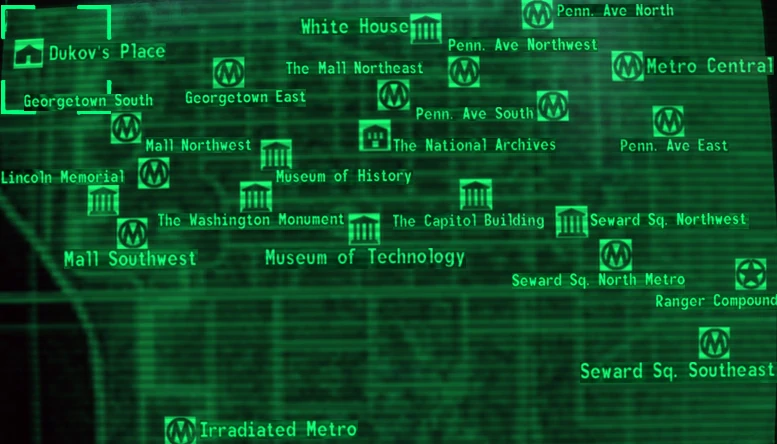 Penn. Ave North
White House
Penn. Ave Northwest
Dukov's Place
The Mall Northeast
Metro Central
Georgetown South
Georgetown East
Penn. Ave South
Mall Northwest
The National Archives
Penn. Ave East
Lincoln Memorial
Museum of History
The Washington Monument
The Capitol Building
Seward Sq. Northwest
Mall Southwest
Museum of Technology
Seward Sq. North Metro
Ranger Compound
Seward Sq. Southeast
Irradiated Metro